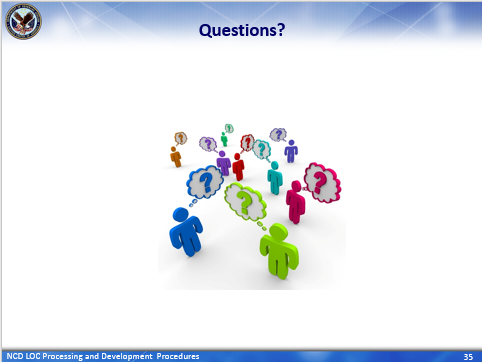 Questions?
? ? ? ? ?
? ?
? ? ?
NCD LOC Processing and Development Procedures
35